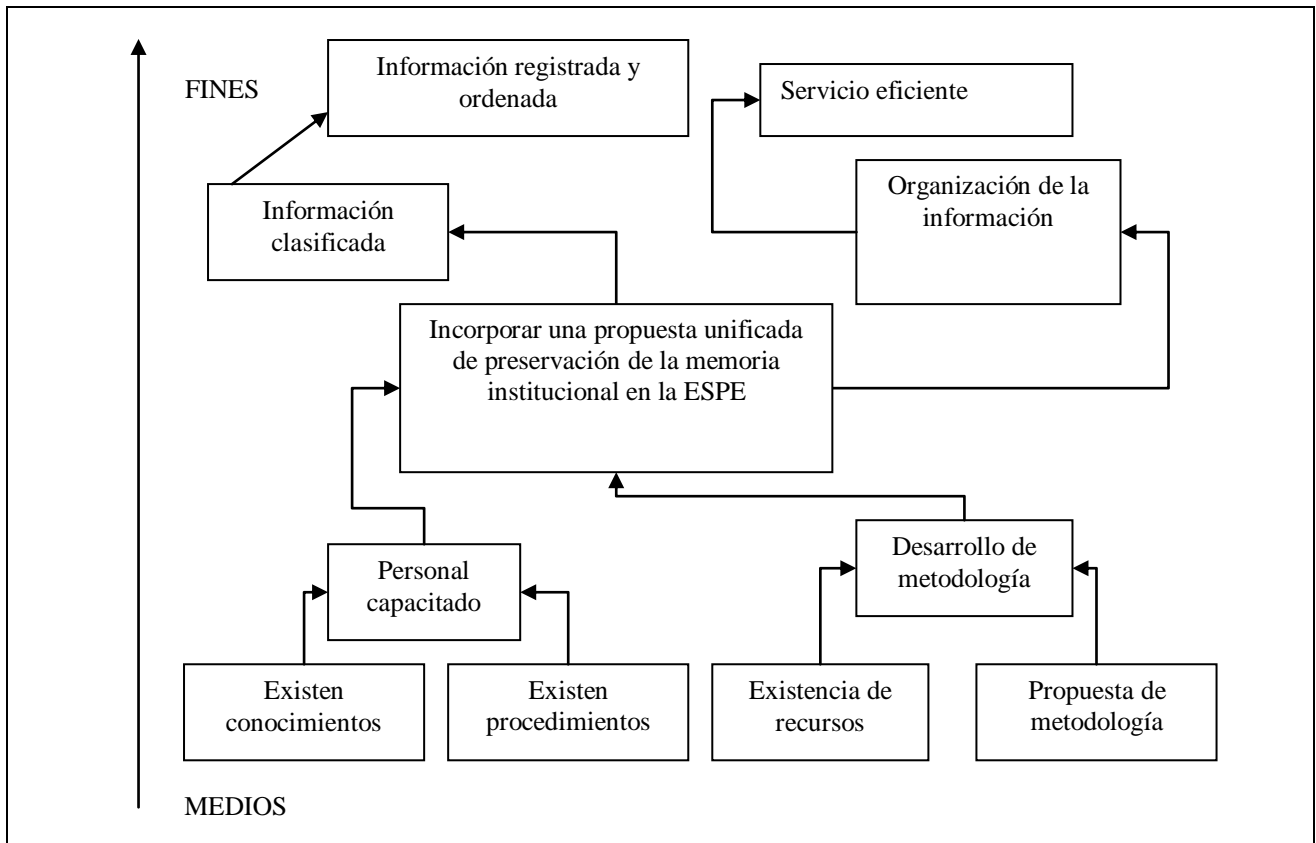 FINES
Información registrada y
ordenada
Servicio eficiente
Información
clasificada
Organización de la
información
Incorporar una propuesta unificada
de preservación de la memoria
institucional en la ESPE
Personal
capacitado
Desarrollo de
metodología
Existen
conocimientos
Existen
procedimientos
Existencia de
recursos
Propuesta de
metodología
MEDIOS